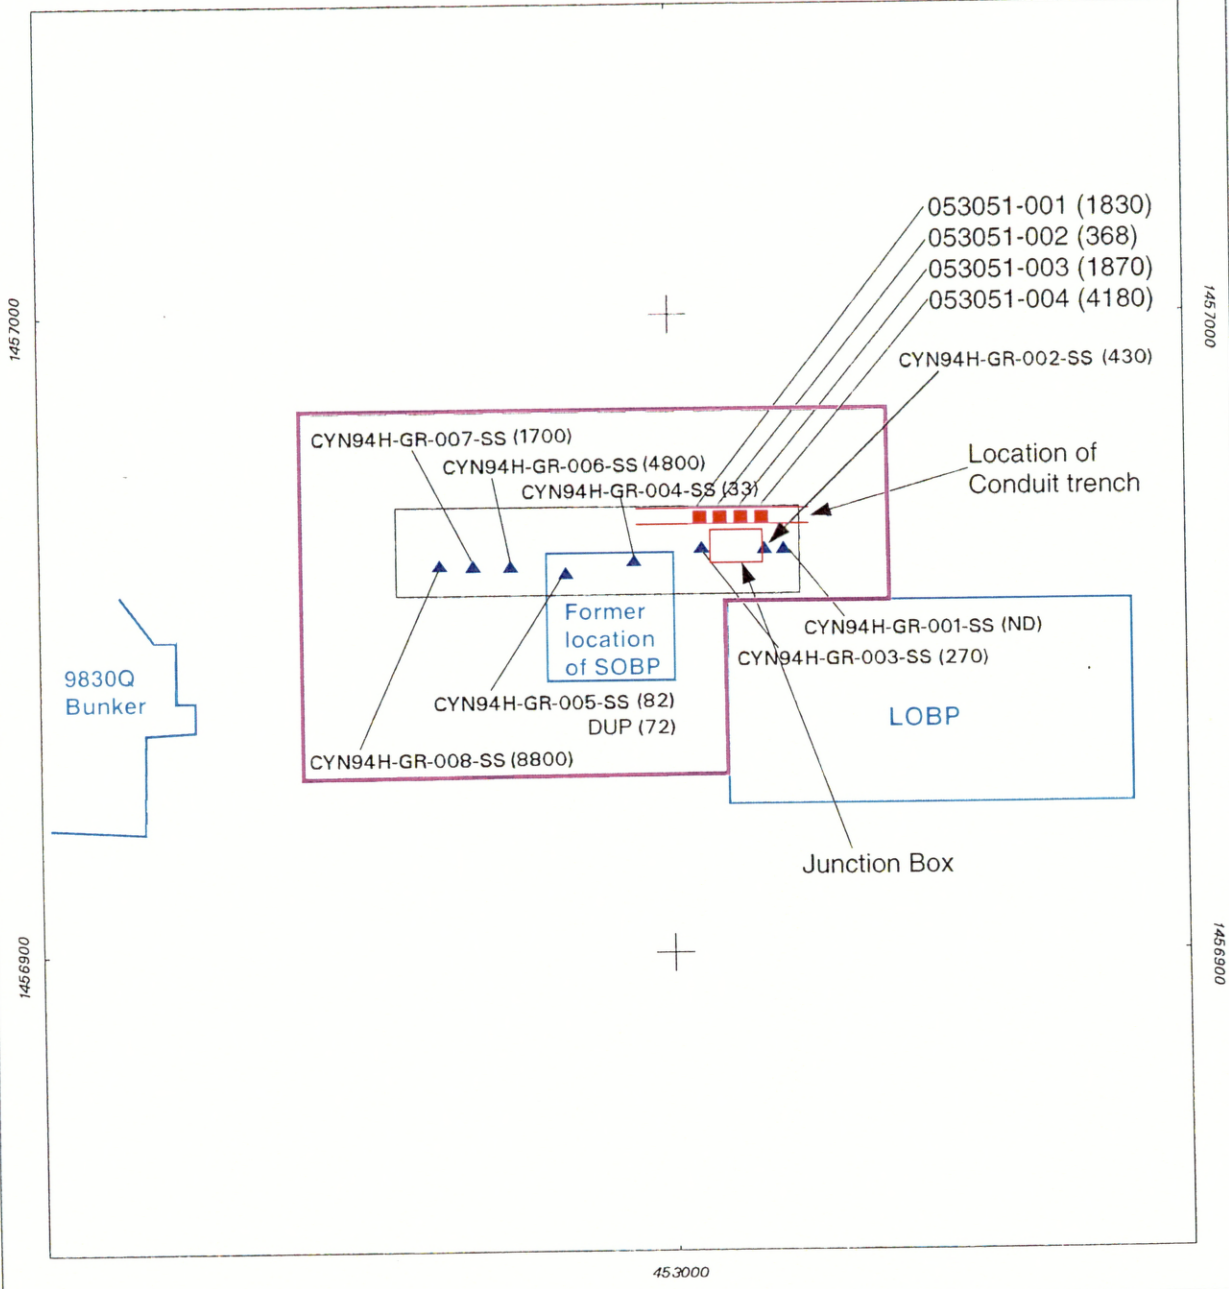 053051-001 (1830)
053051-002 (368)
053051-003 (1870)
053051-004 (4180)
1457000
1457000
CYN94H-GR-002-SS (430)
CYN94H-GR-007-SS (1700)
CYN94H-GR-006-SS (4800)
CYN94H-GR-004-SS (33)
Location of
Conduit trench
Former
location
of SOBP
CYN94H-GR-001-SS (ND)
CYN94H-GR-003-SS (270)
9830Q
Bunker
CYN94H-GR-005-SS (82)
DUP (72)
LOBP
CYN94H-GR-008-SS (8800)
Junction Box
1456900
1456900
453000